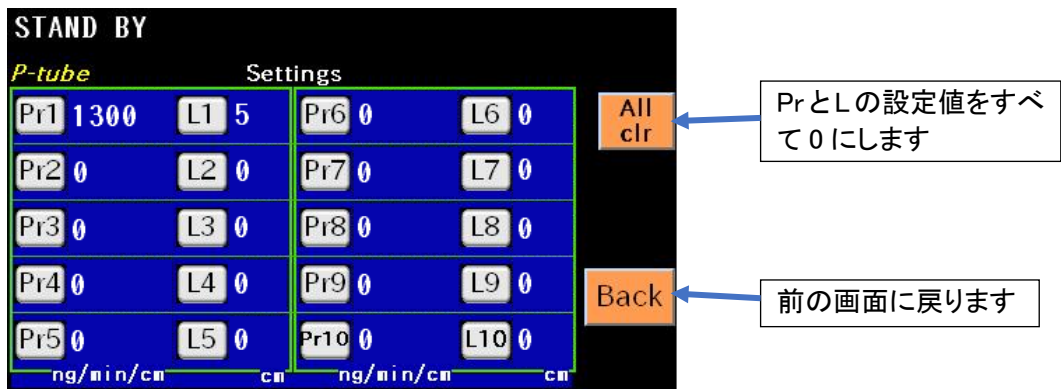 STAND BY
P-tube Settings
Pr1 1300 L1 5 Pr6 0 L6 0
Pr2 0 L2 0 Pr7 0 L7 0
Pr3 0 L3 0 Pr8 0 L8 0
Pr4 0 L4 0 Pr9 0 L9 0
Pr5 0 L5 0 Pr10 0 L10 0
ng/min/cm cm ng/min/cm cm
All
clr
Back
PrとLの設定値をすべ
て0にします
前の画面に戻ります